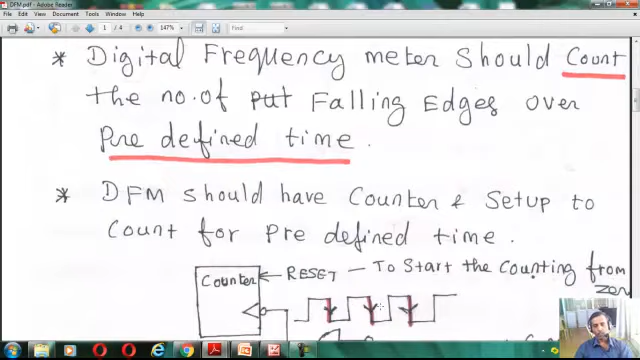 DFM.pdf
File Edit View Document Tools Window Help
1 / 4 147% Find
* Digital Frequency meter Should Count
the no. of put Falling Edges over
Pre defined time.
* DFM should have Counter & Setup to
Count for Pre defined time.
Counter RESET - To Start the Counting from
zero